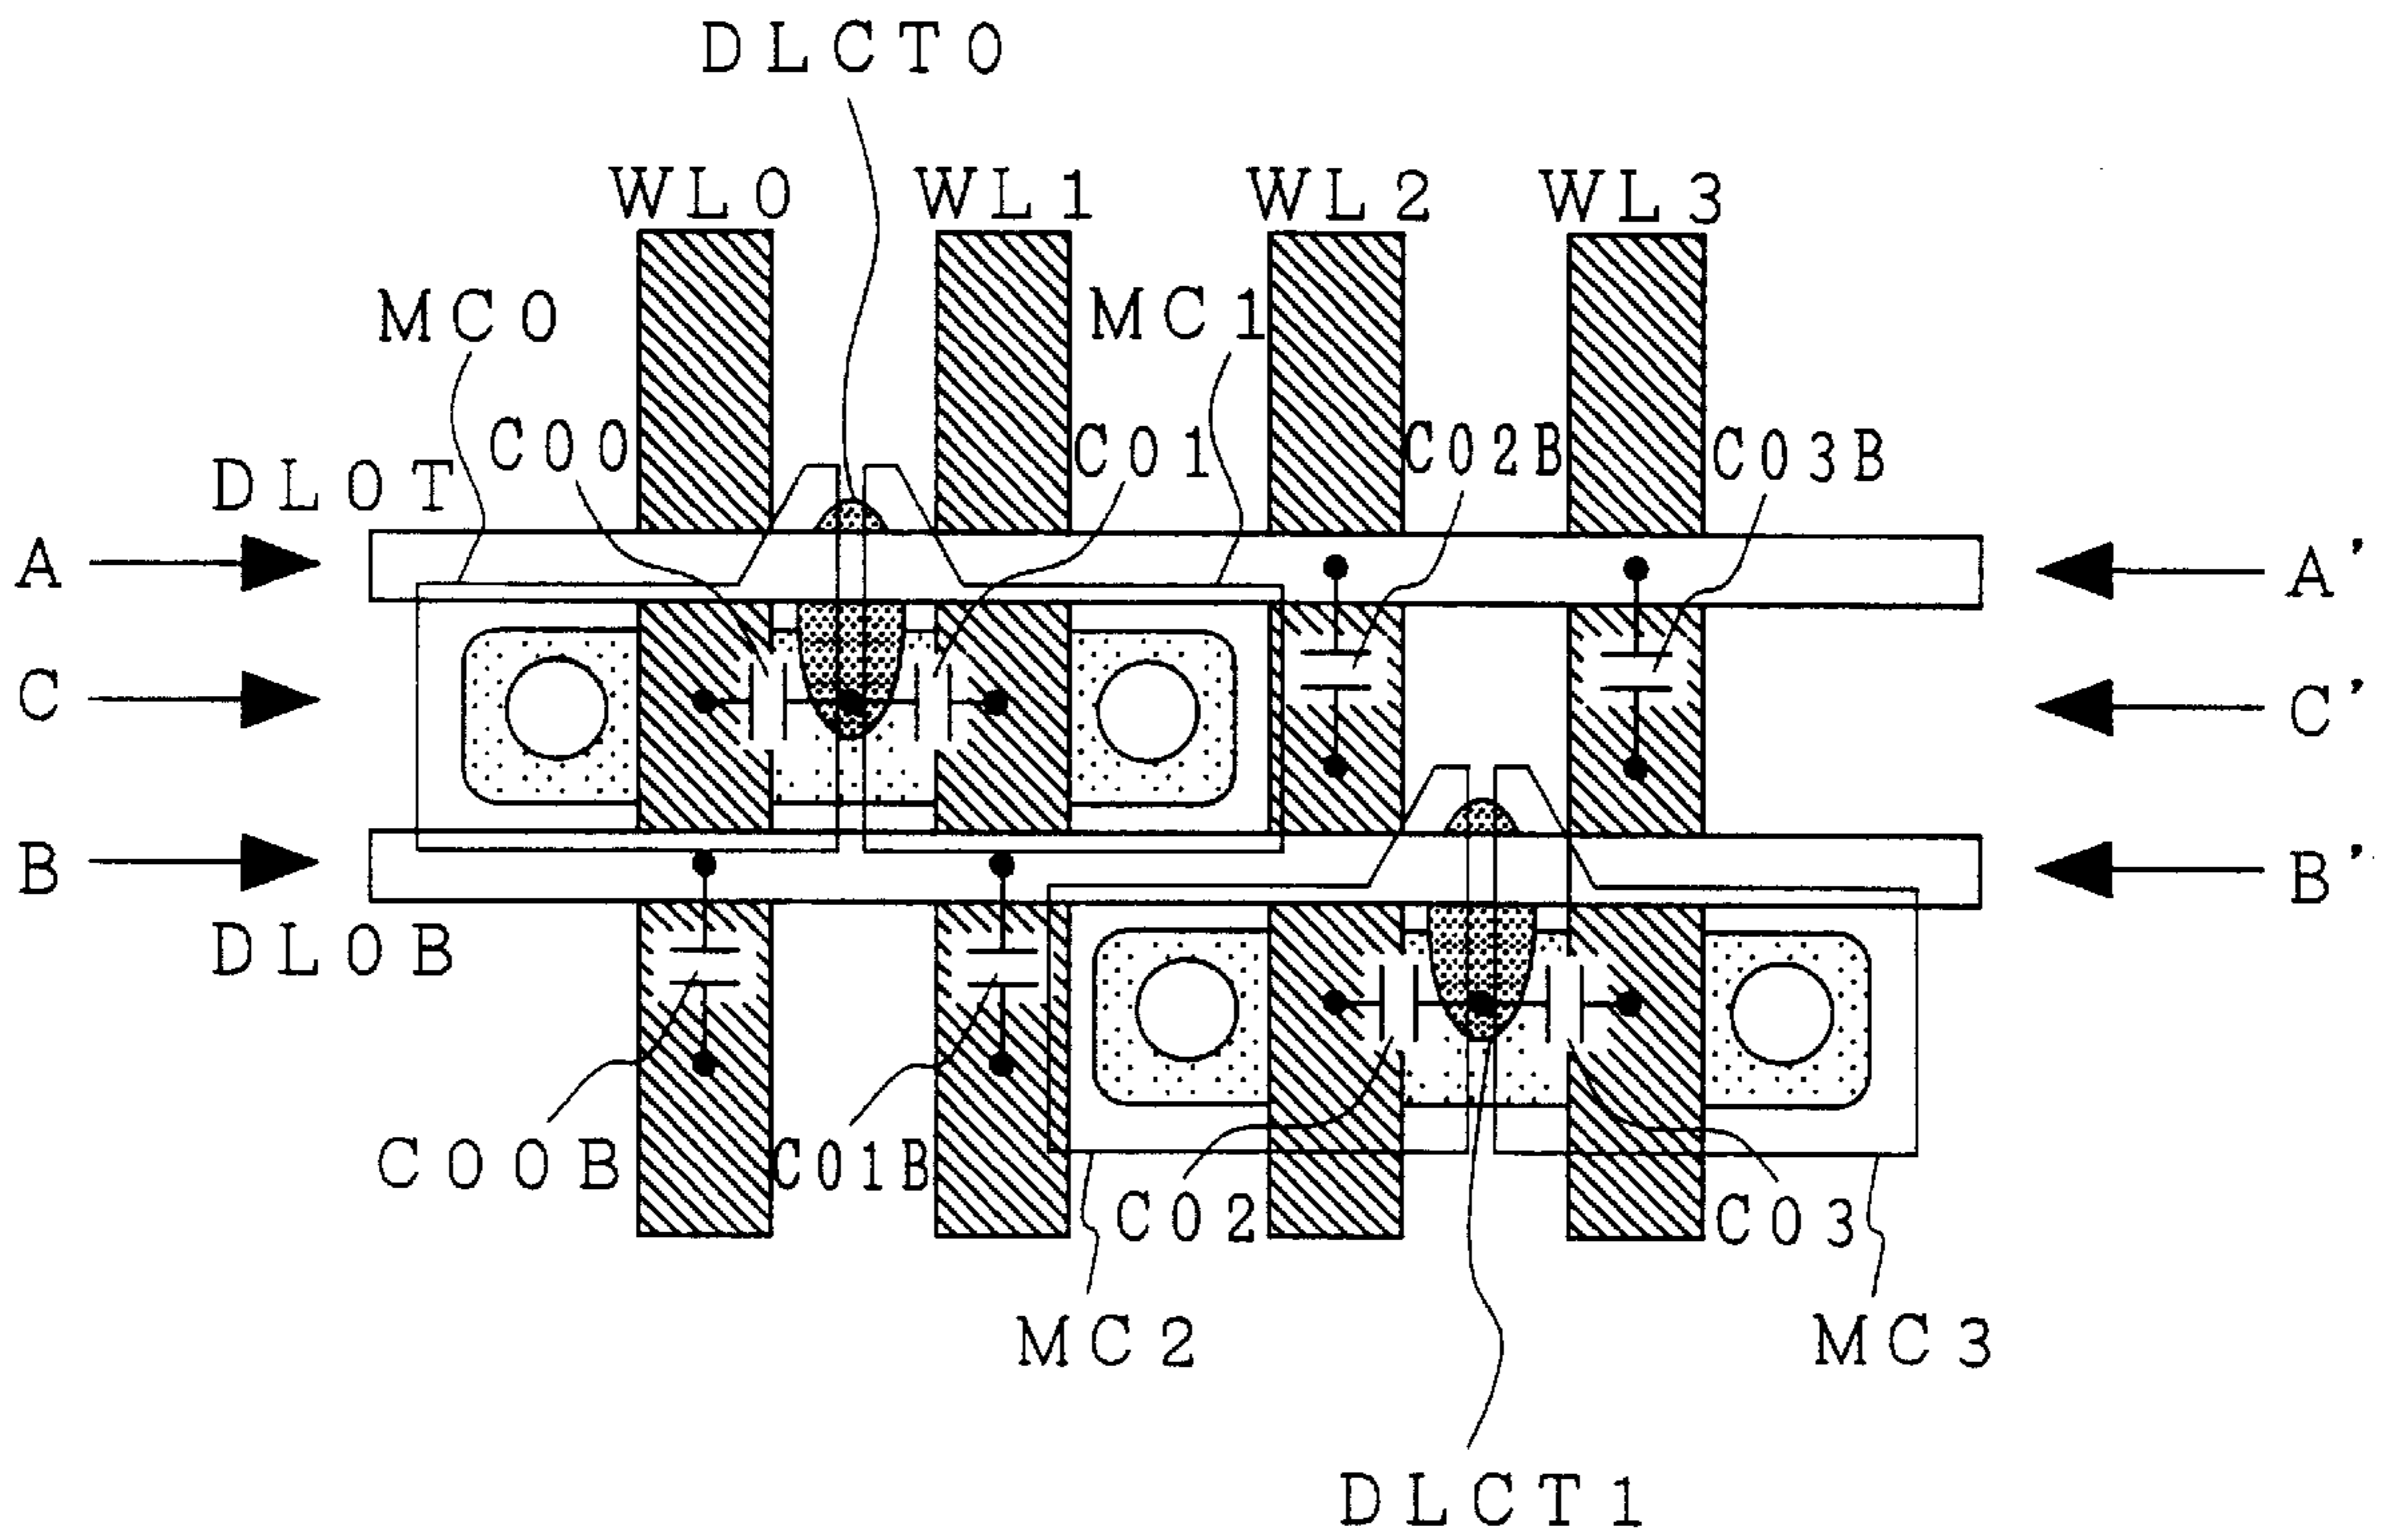 DLCT0
WL0 WL1 WL2 WL3
MC0 MC1
C00 C01 C02B C03B
DL0T
A A'
C C'
B B'
DL0B
C00B C01B C02 C03
MC2 MC3
DLCT1